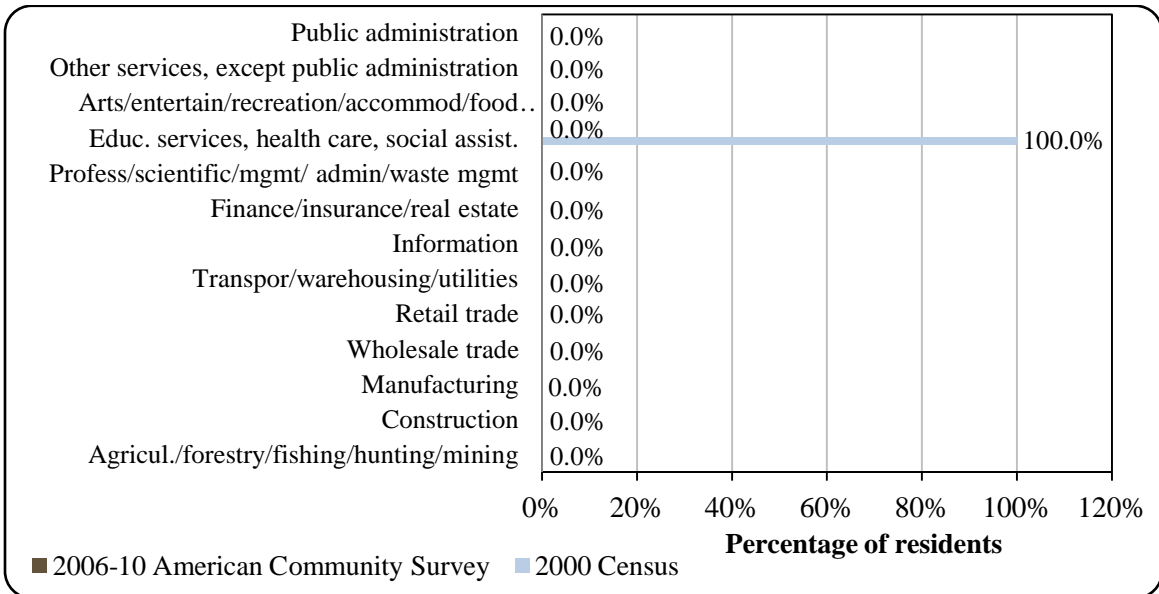 Public administration 0.0%
Other services, except public administration 0.0%
Arts/entertain/recreation/accommod/food.. 0.0%
Educ. services, health care, social assist. 0.0% 100.0%
Profess/scientific/mgmt/ admin/waste mgmt 0.0%
Finance/insurance/real estate 0.0%
Information 0.0%
Transpor/warehousing/utilities 0.0%
Retail trade 0.0%
Wholesale trade 0.0%
Manufacturing 0.0%
Construction 0.0%
Agricul./forestry/fishing/hunting/mining 0.0%
0% 20% 40% 60% 80% 100% 120%
Percentage of residents
2006-10 American Community Survey 2000 Census